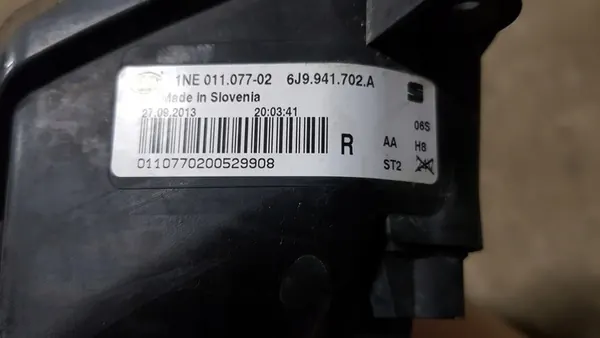 1NE 011.077-02 6J9.941.702.A
Made in Slovenia
27.09.2013 20:03:41
06S
R AA H8
ST2
0110770200529908